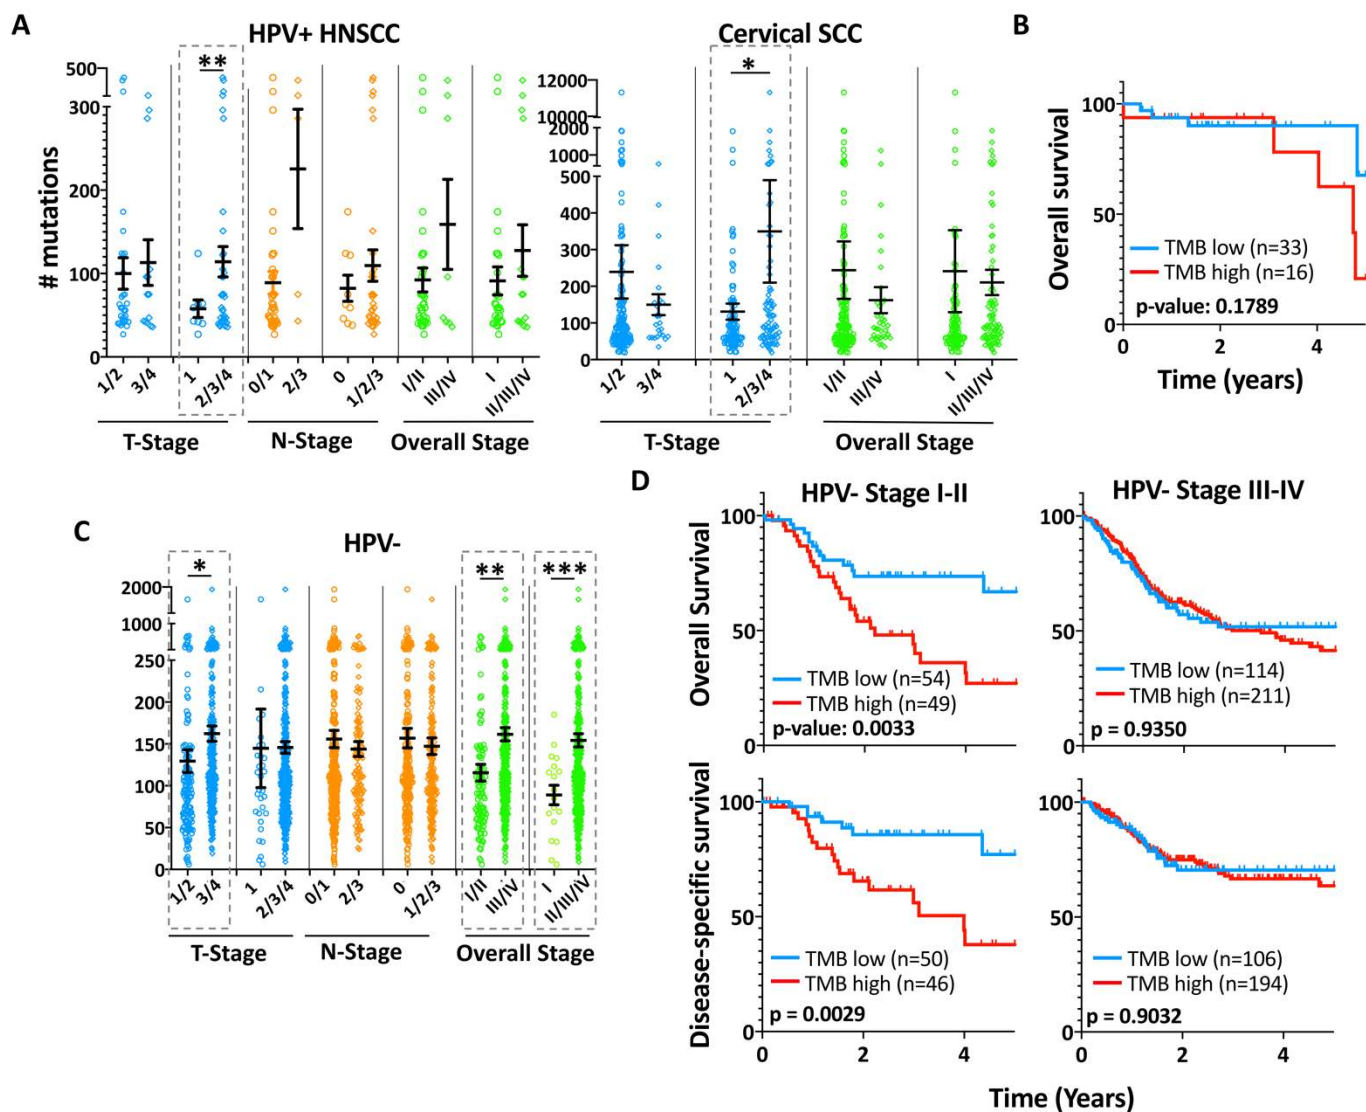 A
HPV+ HNSCC
Cervical SCC
**
*
# mutations
500
300
200
100
0
12000
10000
2000
1000
500
400
300
200
100
0
1/2
3/4
1
2/3/4
0/1
2/3
0
1/2/3
I/II
III/IV
I
II/III/IV
1/2
3/4
1
2/3/4
I/II
III/IV
I
II/III/IV
T-Stage
N-Stage
Overall Stage
T-Stage
Overall Stage
B
Overall survival
100
50
0
TMB low (n=33)
TMB high (n=16)
p-value: 0.1789
0
2
4
Time (years)
C
HPV-
*
**
***
2000
1000
250
200
150
100
50
0
1/2
3/4
1
2/3/4
0/1
2/3
0
1/2/3
I/II
III/IV
I
II/III/IV
T-Stage
N-Stage
Overall Stage
D
HPV- Stage I-II
HPV- Stage III-IV
Overall Survival
100
50
0
TMB low (n=54)
TMB high (n=49)
p-value: 0.0033
100
50
0
TMB low (n=114)
TMB high (n=211)
p = 0.9350
Disease-specific survival
100
50
0
TMB low (n=50)
TMB high (n=46)
p = 0.0029
0
2
4
100
50
0
TMB low (n=106)
TMB high (n=194)
p = 0.9032
0
2
4
Time (Years)